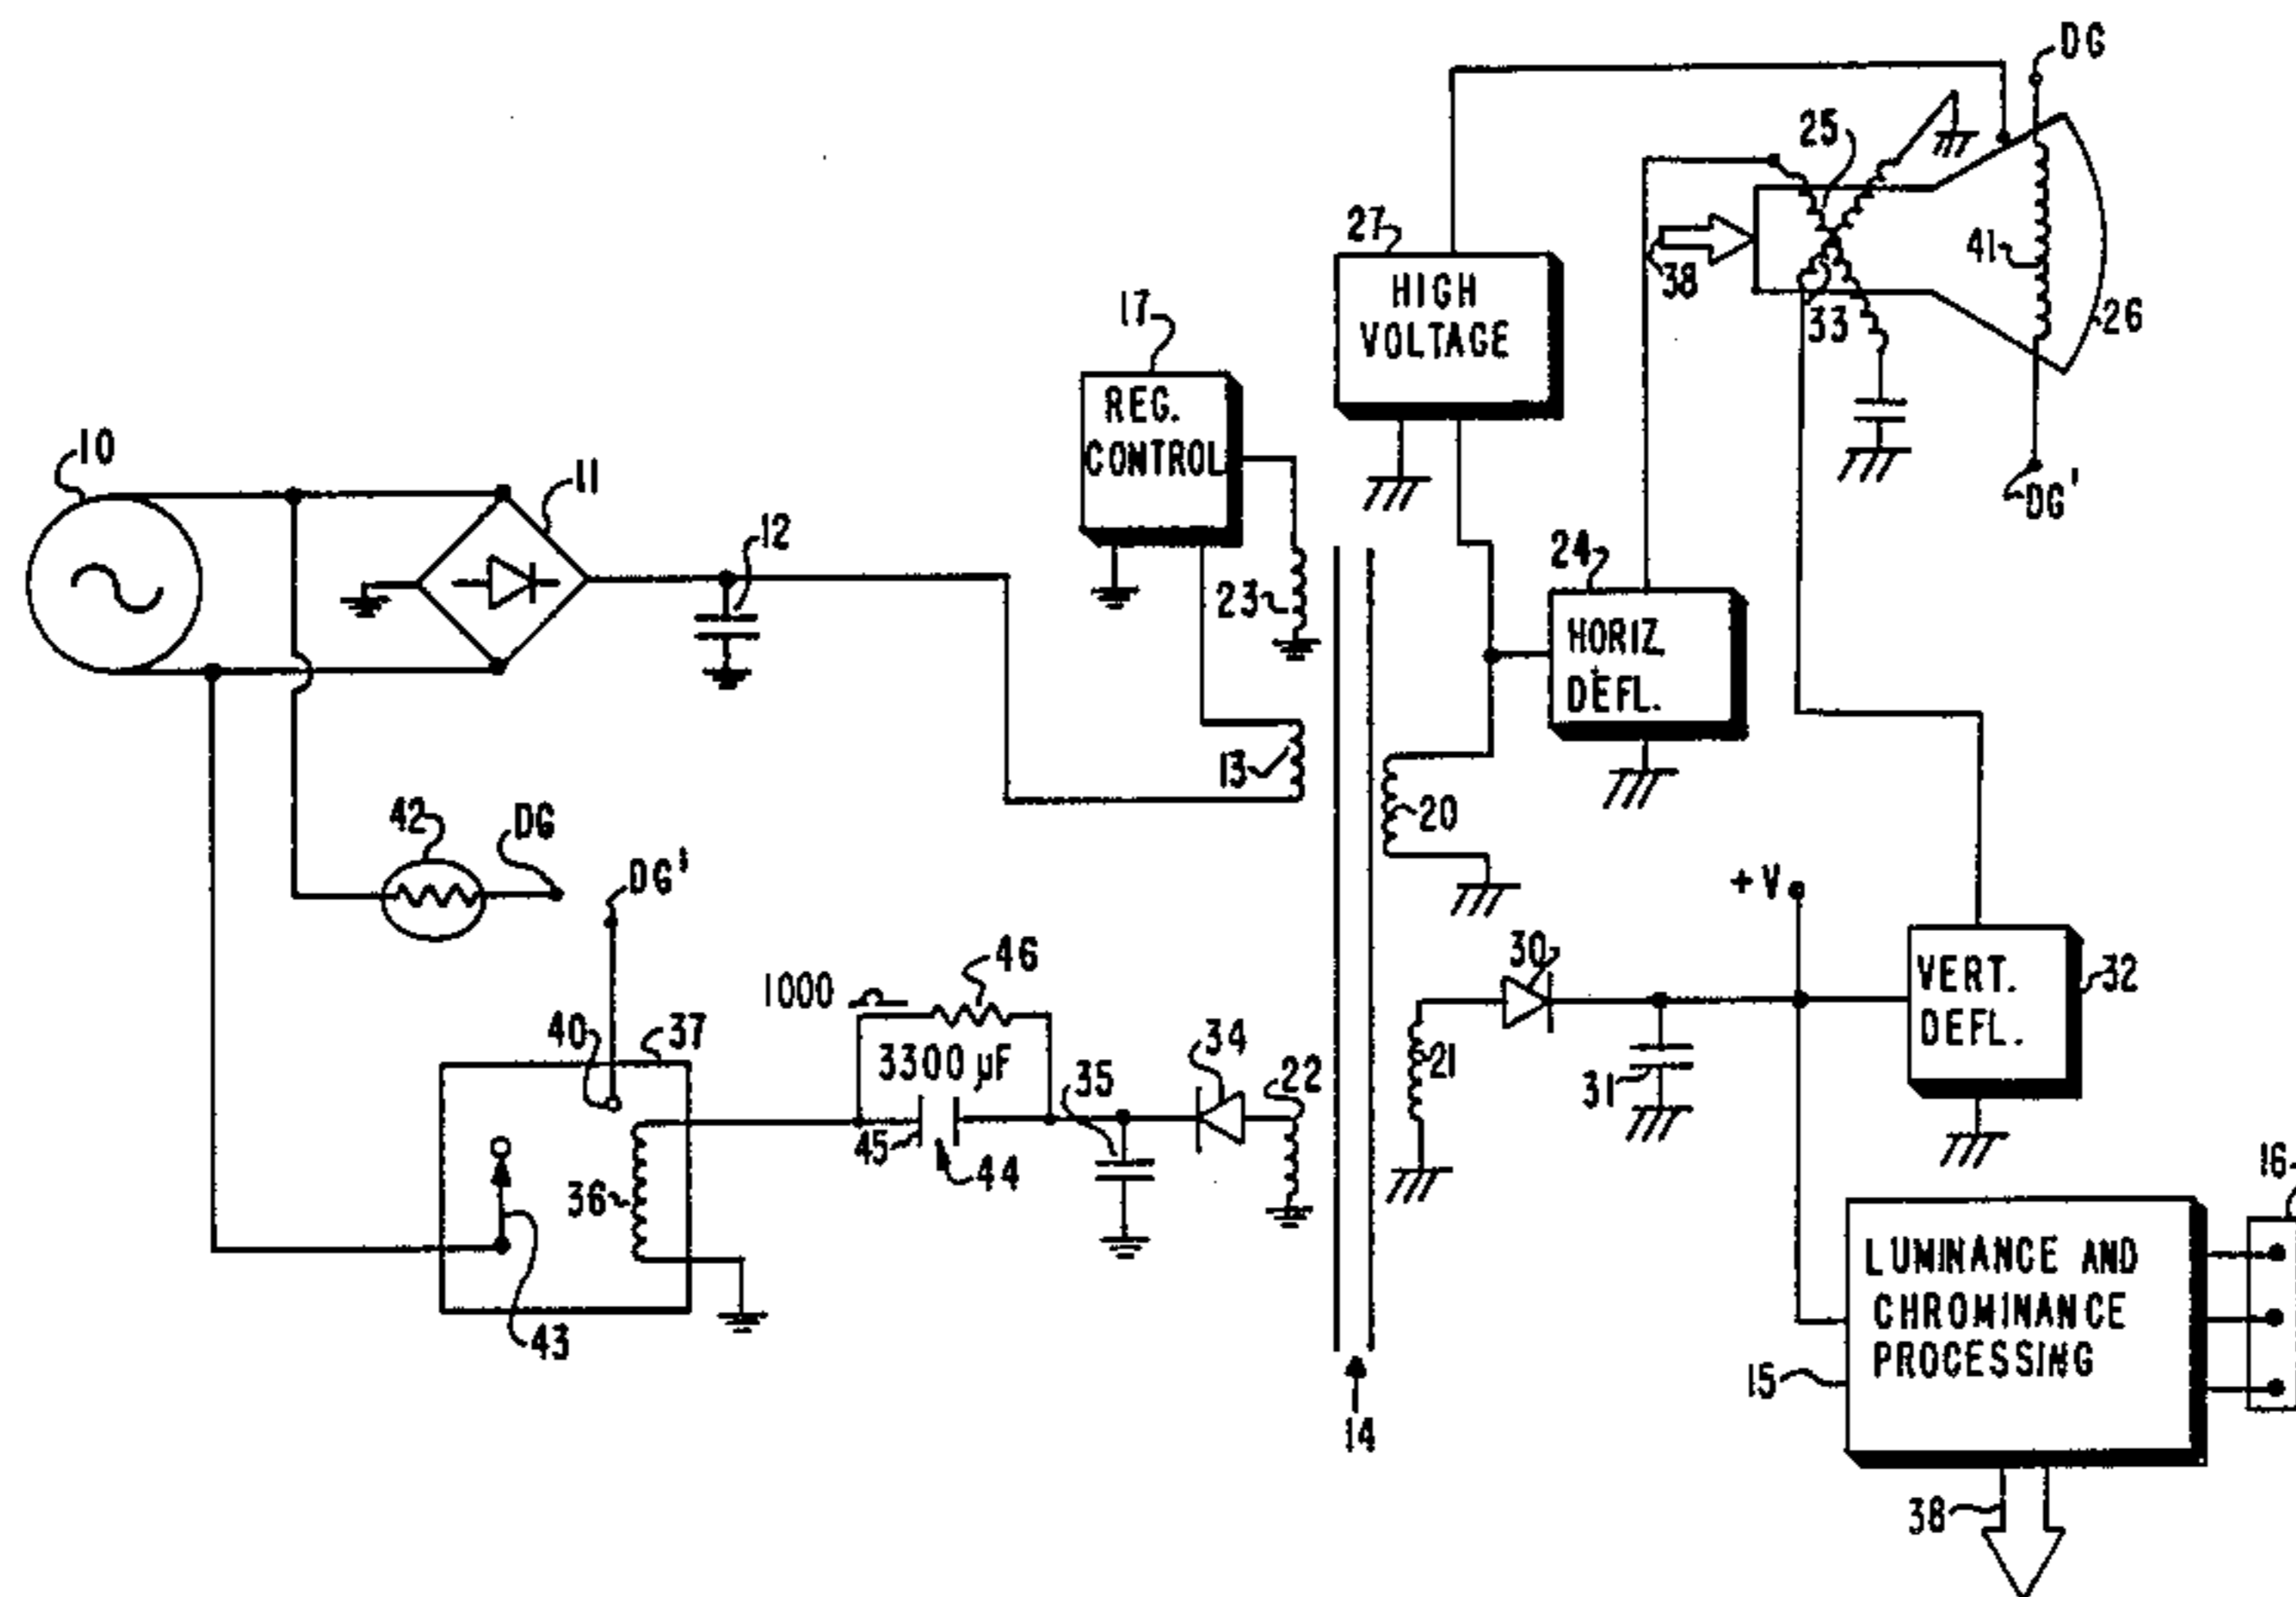 DG
25
27
HIGH
VOLTAGE
38
41
33
26
17
REG.
CONTROL
DG'
10
11
12
24
23
HORIZ.
DEFL.
13
20
42
DG
DG'
+V
30
46
1000
VERT.
DEFL.
32
40
37
3300 µF
34
22
35
21
31
45
44
36
16
43
LUMINANCE AND
CHROMINANCE
PROCESSING
15
14
38